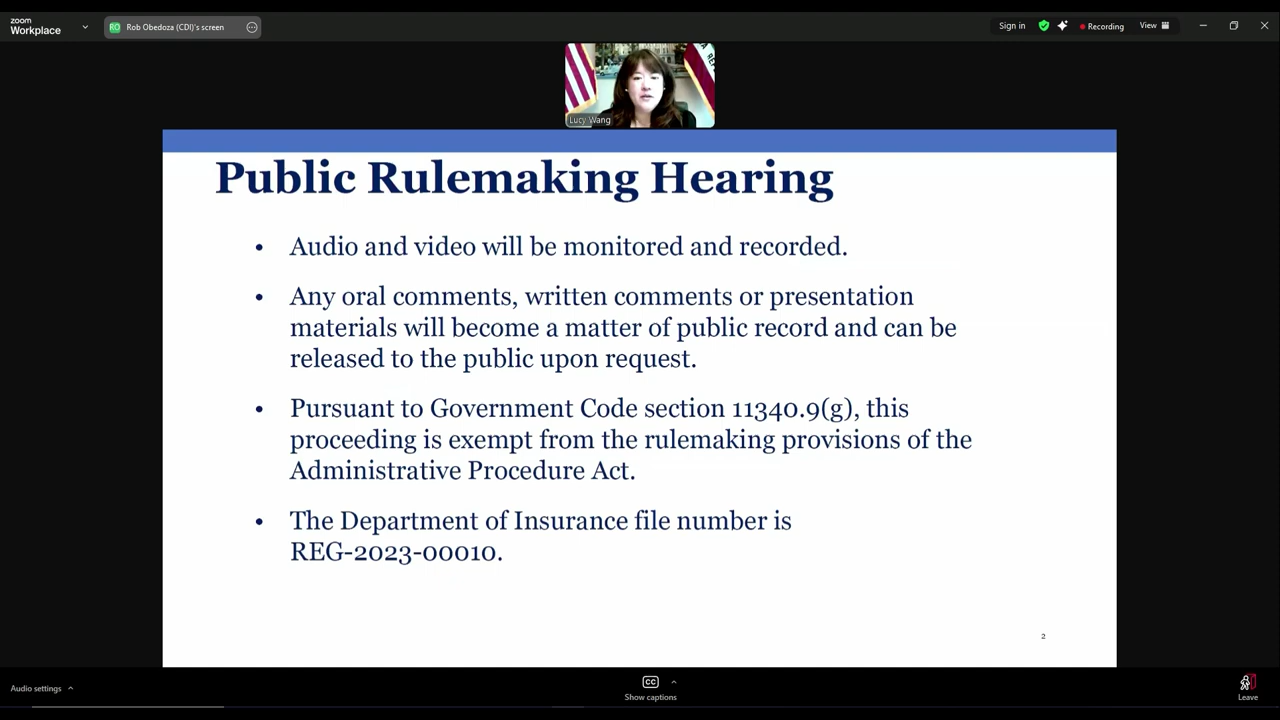 zoom
Workplace
RO Rob Obedoza (CDI)'s screen
Sign in
Recording
View
Lucy Wang
Public Rulemaking Hearing
• Audio and video will be monitored and recorded.
• Any oral comments, written comments or presentation
materials will become a matter of public record and can be
released to the public upon request.
• Pursuant to Government Code section 11340.9(g), this
proceeding is exempt from the rulemaking provisions of the
Administrative Procedure Act.
• The Department of Insurance file number is
REG-2023-00010.
2
Audio settings
CC
Show captions
Leave